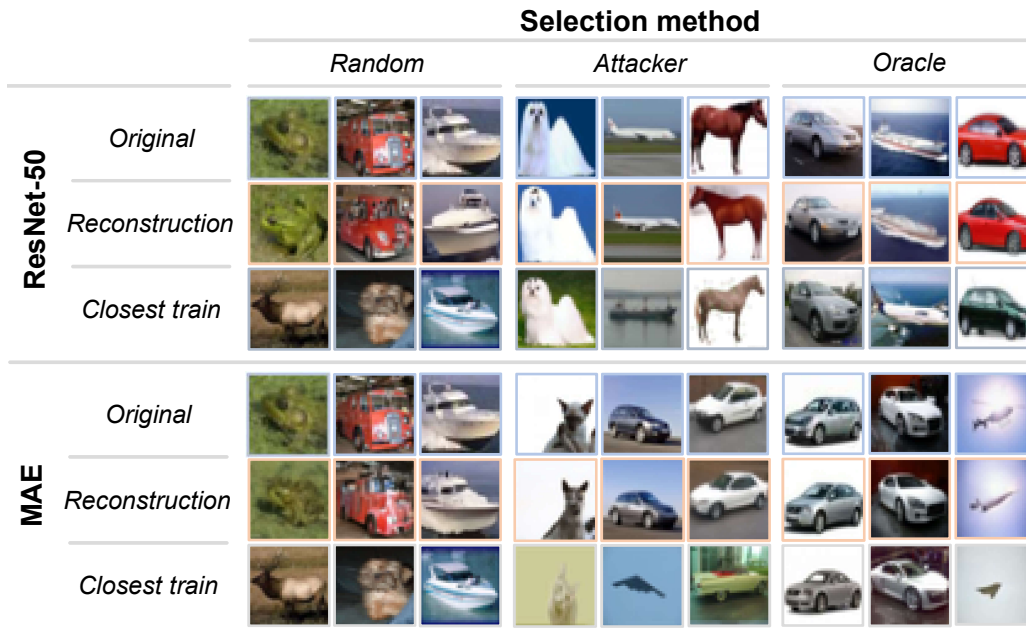 Selection method
Random Attacker Oracle
ResNet-50
Original
Reconstruction
Closest train
MAE
Original
Reconstruction
Closest train